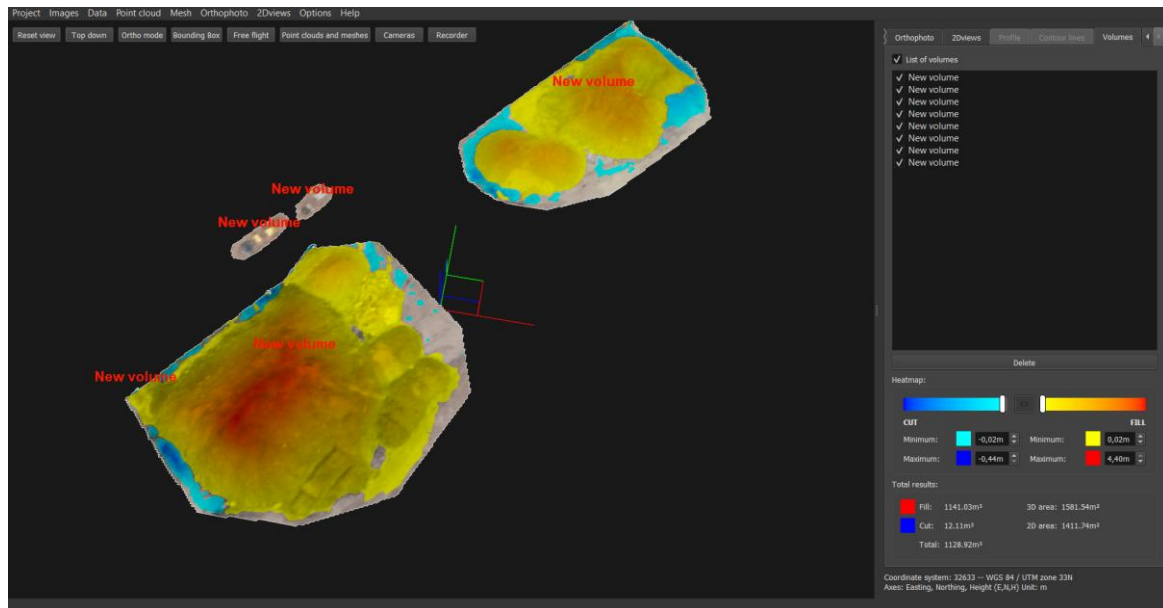 Project Images Data Point cloud Mesh Orthophoto 2Dviews Options Help
Reset view Top down Ortho mode Bounding Box Free flight Point clouds and meshes Cameras Recorder
Orthophoto 2Dviews Profile Contour lines Volumes
List of volumes
New volume
New volume
New volume
New volume
New volume
New volume
New volume
New volume
New volume
New volume
New volume
New volume
New volume
Delete
Heatmap:
CUT FILL
Minimum: -0,02m Minimum: 0,02m
Maximum: -0,44m Maximum: 4,40m
Total results:
Fill: 1141.03m³ 3D area: 1581.54m²
Cut: 12.11m³ 2D area: 1411.74m²
Total: 1128.92m³
Coordinate system: 32633 -- WGS 84 / UTM zone 33N
Axes: Easting, Northing, Height (E,N,H) Unit: m